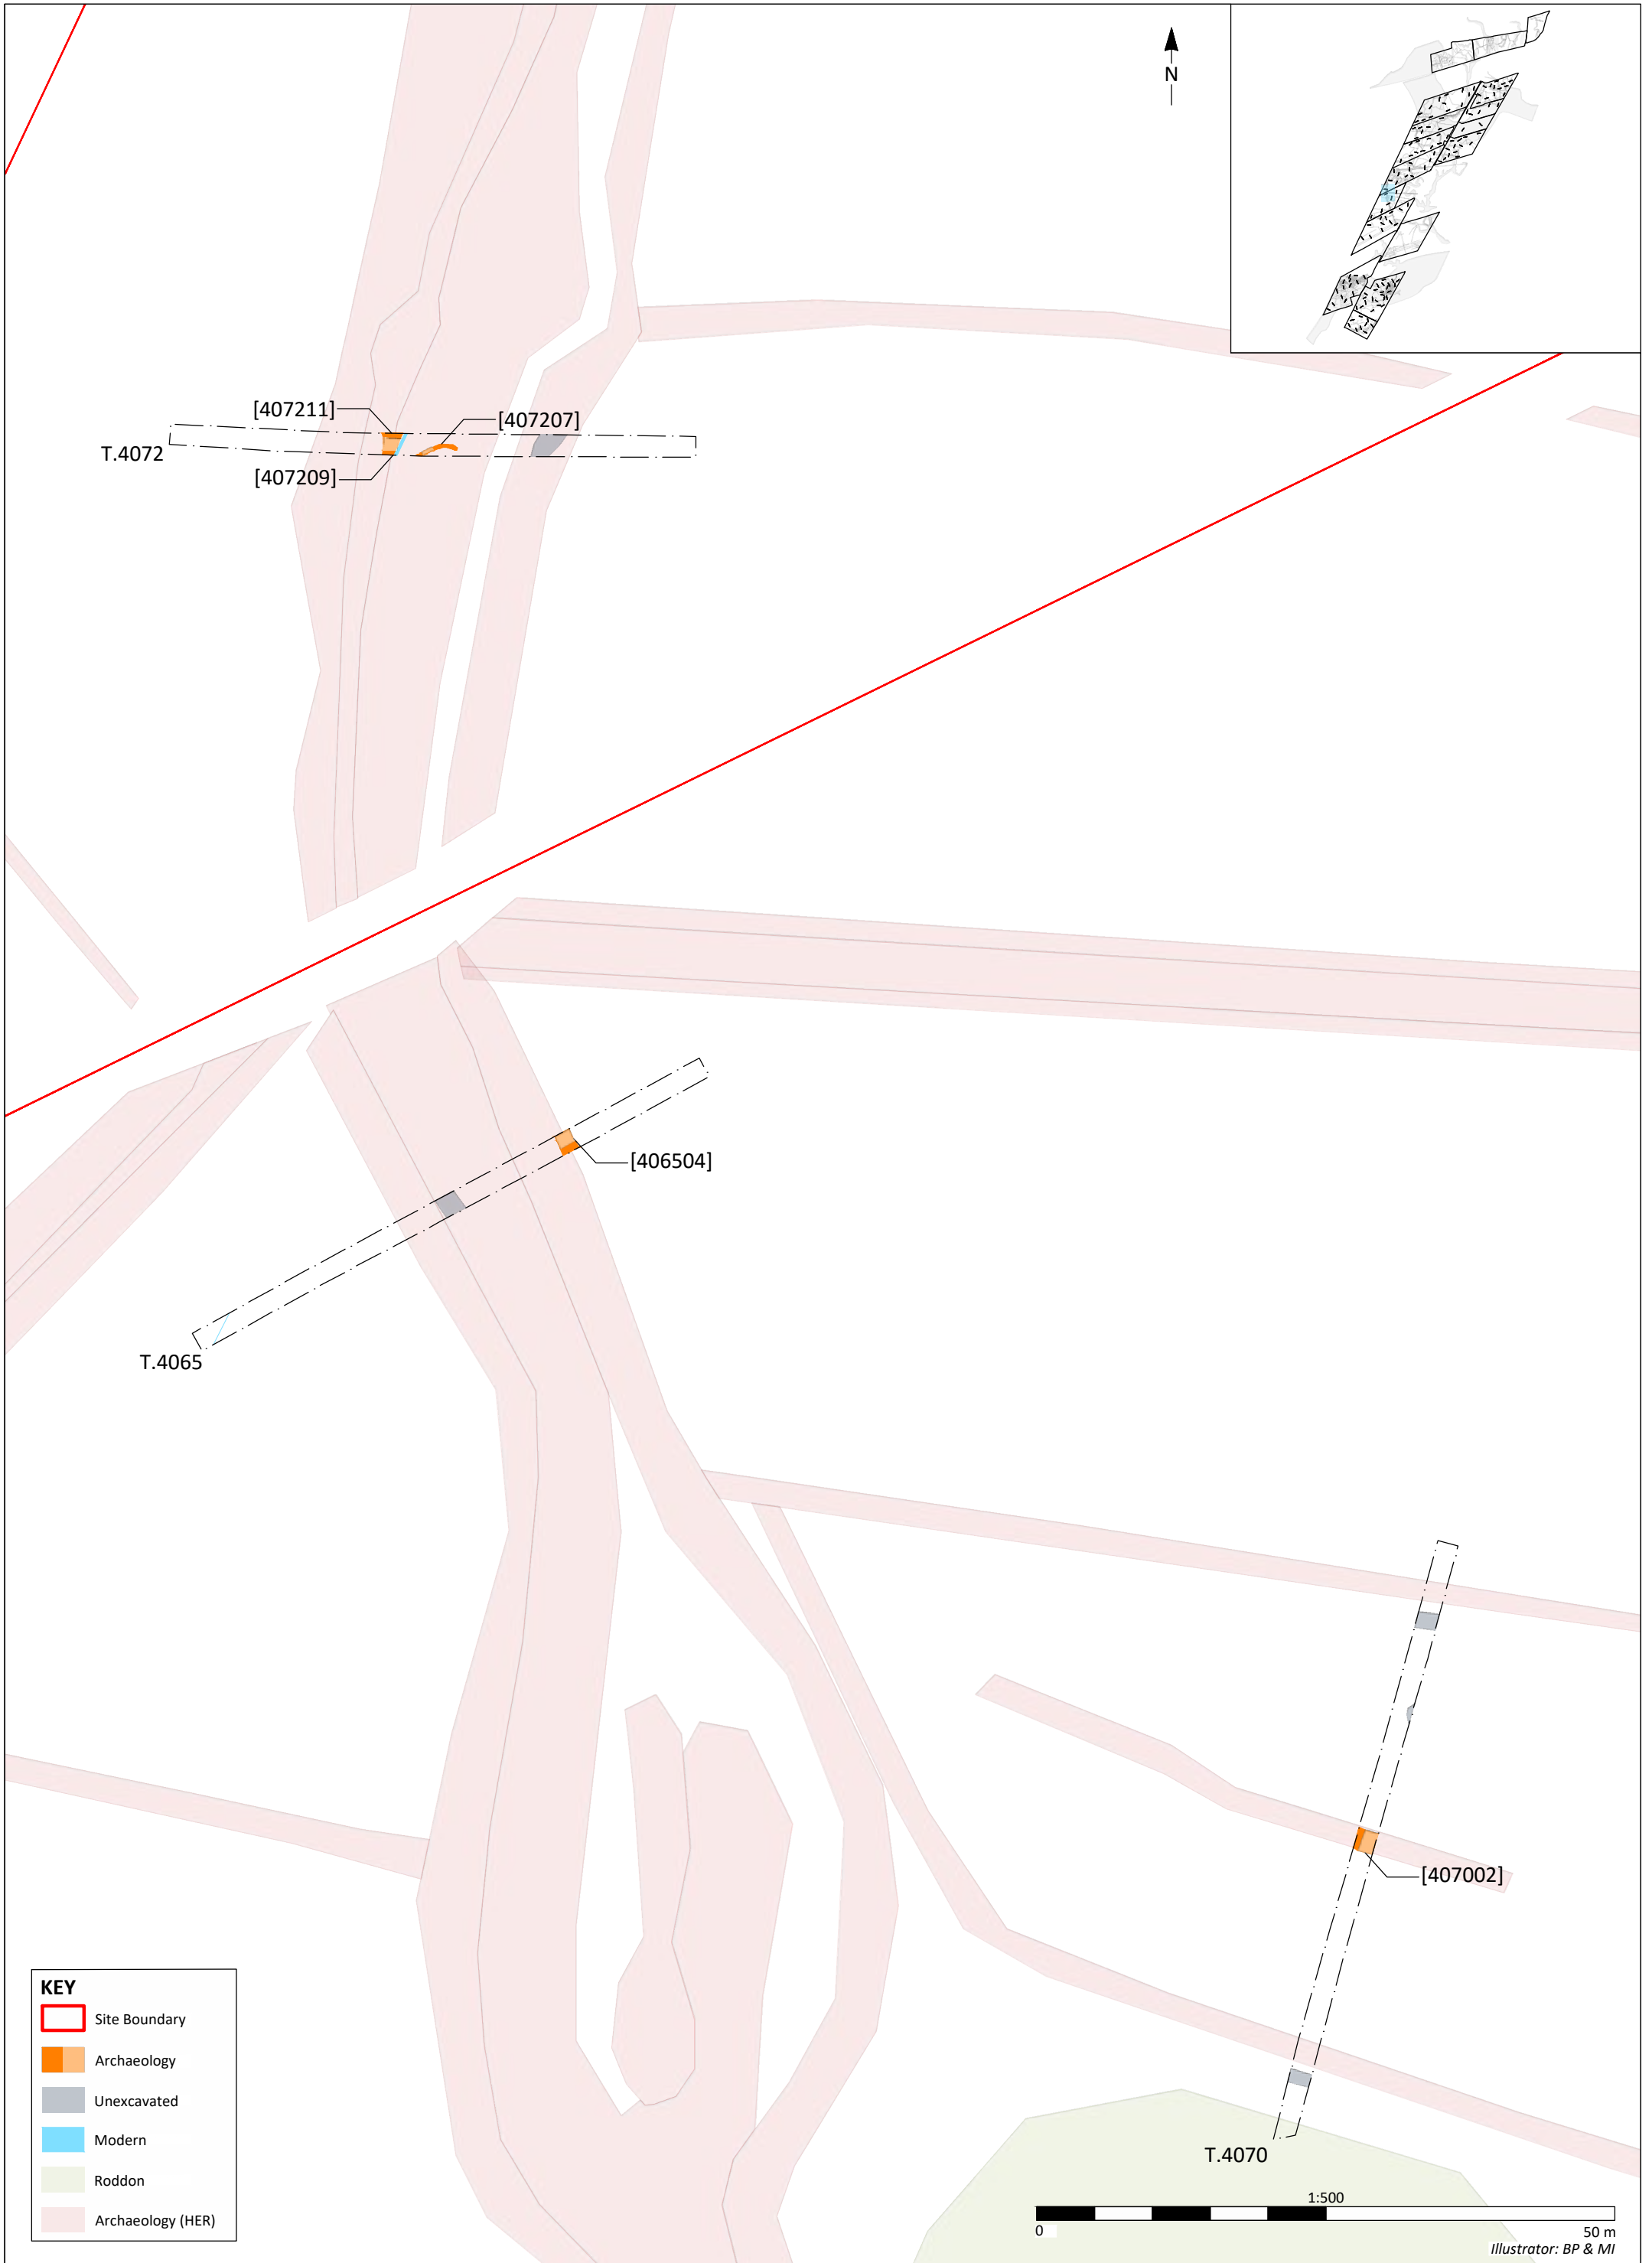 N
[407211]
[407207]
T.4072
[407209]
[406504]
T.4065
[407002]
T.4070
KEY
Site Boundary
Archaeology
Unexcavated
Modern
Roddon
Archaeology (HER)
1:500
0
50 m
Illustrator: BP & MI